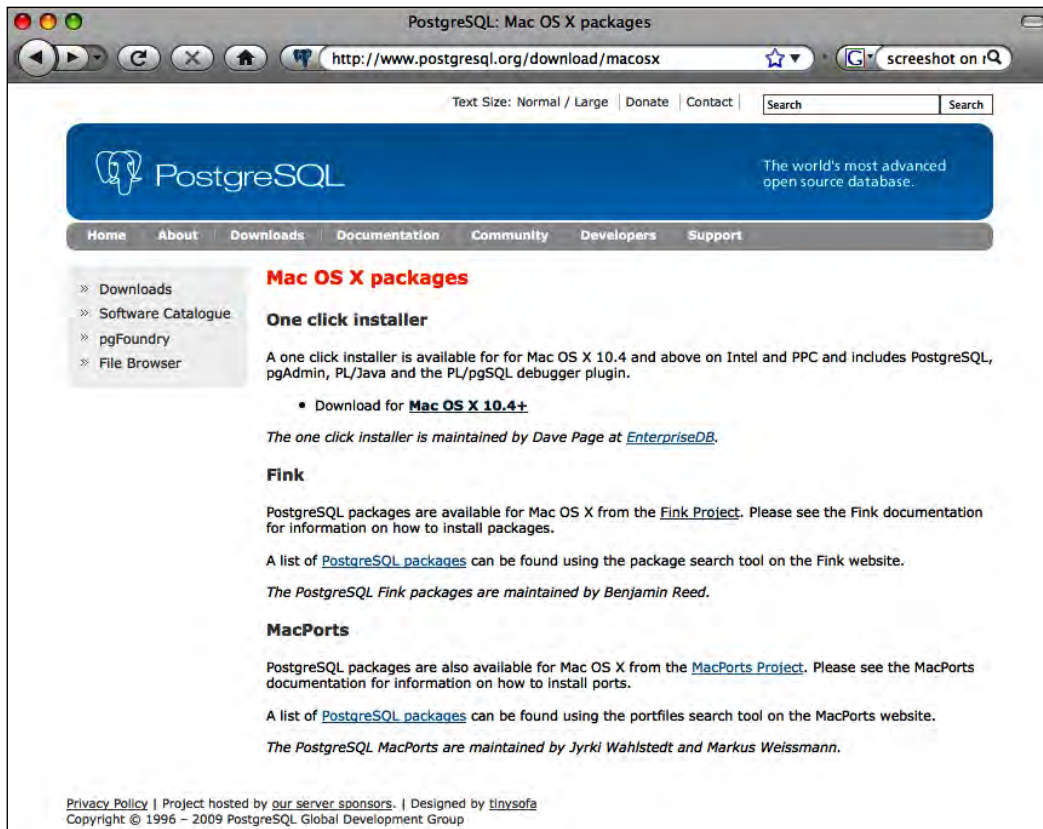 PostgreSQL: Mac OS X packages
http://www.postgresql.org/download/macosx
G
screeshot on r
Text Size: Normal / Large | Donate | Contact |
Search
Search
PostgreSQL
The world's most advanced
open source database.
Home
About
Downloads
Documentation
Community
Developers
Support
» Downloads
» Software Catalogue
» pgFoundry
» File Browser
Mac OS X packages
One click installer
A one click installer is available for for Mac OS X 10.4 and above on Intel and PPC and includes PostgreSQL,
pgAdmin, PL/Java and the PL/pgSQL debugger plugin.
• Download for Mac OS X 10.4+
The one click installer is maintained by Dave Page at EnterpriseDB.
Fink
PostgreSQL packages are available for Mac OS X from the Fink Project. Please see the Fink documentation
for information on how to install packages.
A list of PostgreSQL packages can be found using the package search tool on the Fink website.
The PostgreSQL Fink packages are maintained by Benjamin Reed.
MacPorts
PostgreSQL packages are also available for Mac OS X from the MacPorts Project. Please see the MacPorts
documentation for information on how to install ports.
A list of PostgreSQL packages can be found using the portfiles search tool on the MacPorts website.
The PostgreSQL MacPorts are maintained by Jyrki Wahlstedt and Markus Weissmann.
Privacy Policy | Project hosted by our server sponsors. | Designed by tinysofa
Copyright © 1996 – 2009 PostgreSQL Global Development Group